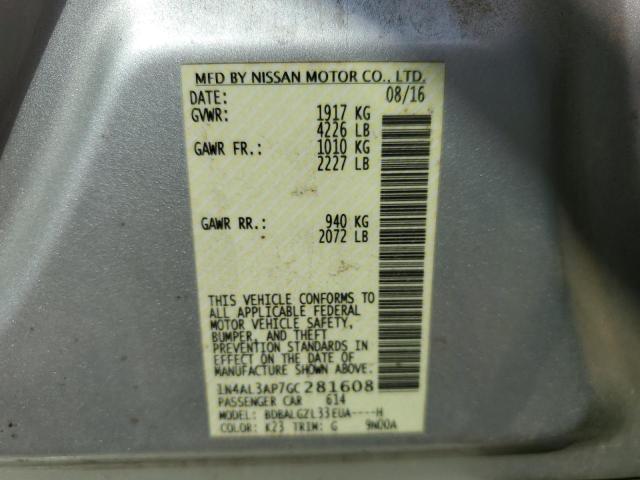 MFD BY NISSAN MOTOR CO., LTD.
DATE: 08/16
GVWR: 1917 KG
4226 LB
GAWR FR.: 1010 KG
2227 LB
GAWR RR.: 940 KG
2072 LB
THIS VEHICLE CONFORMS TO
ALL APPLICABLE FEDERAL
MOTOR VEHICLE SAFETY,
BUMPER, AND THEFT
PREVENTION STANDARDS IN
EFFECT ON THE DATE OF
MANUFACTURE SHOWN ABOVE.
1N4AL3AP7GC281608
PASSENGER CAR 614
MODEL: BDBALGZL33EUA----H
COLOR: K23 TRIM: G 9N00A